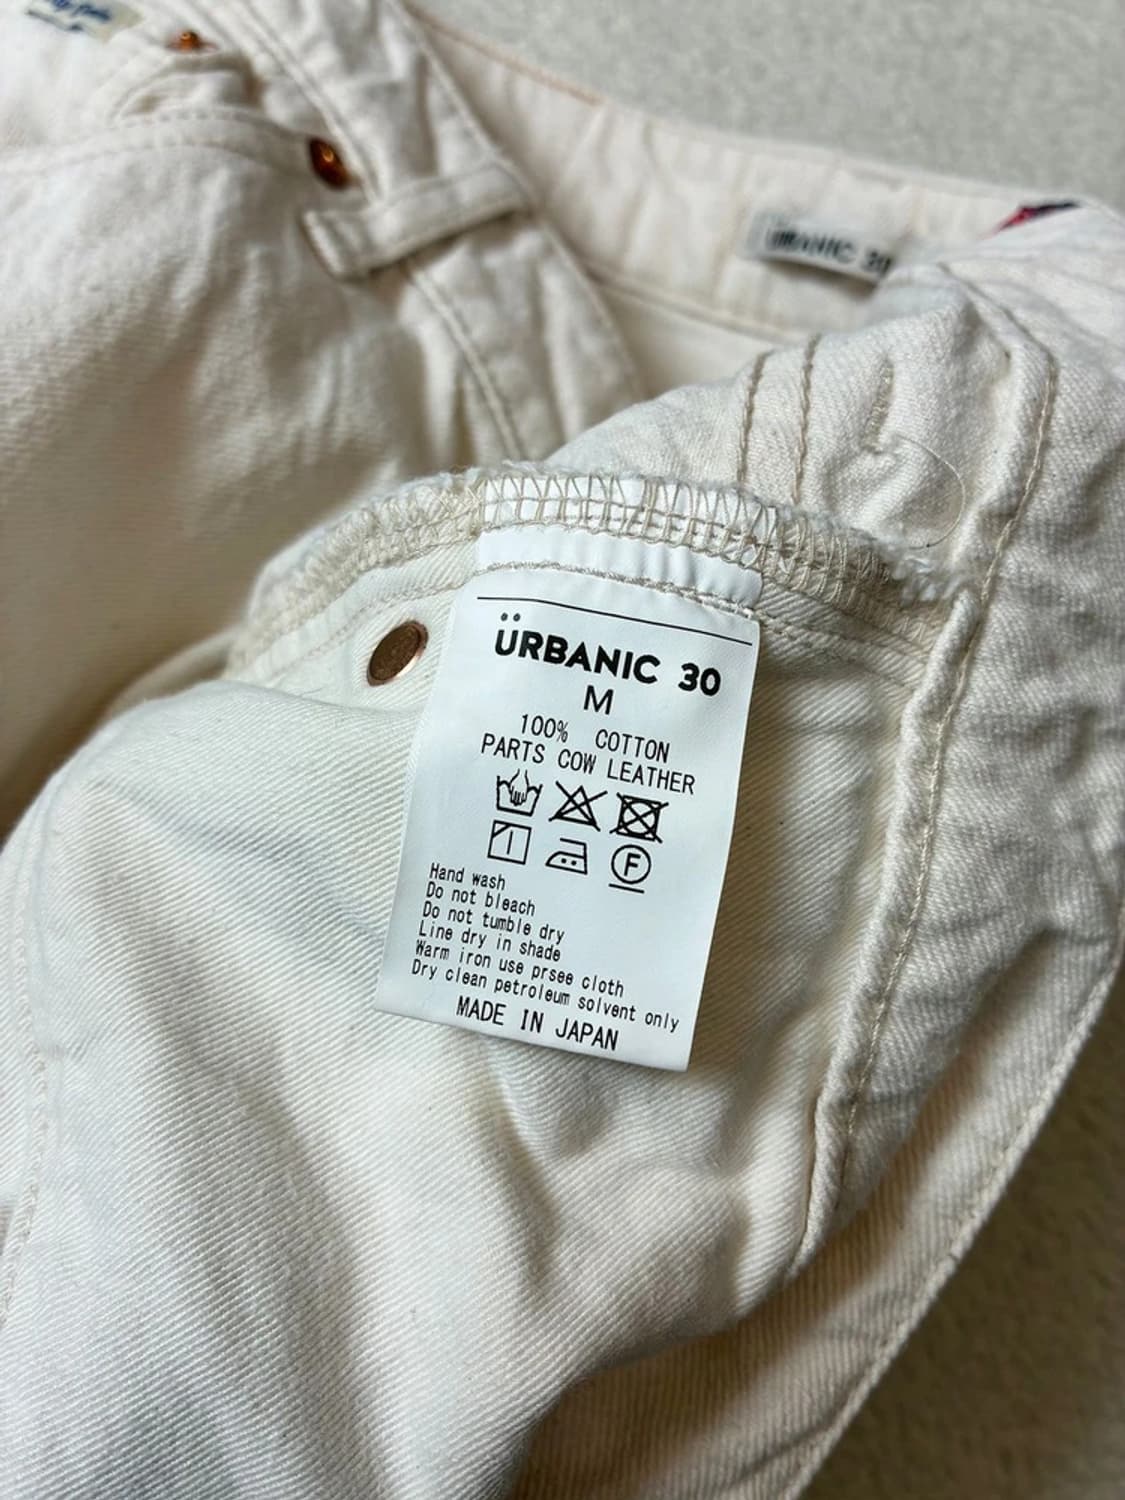 URBANIC 30
ÜRBANIC 30
M
100% COTTON
PARTS COW LEATHER
F
Hand wash
Do not bleach
Do not tumble dry
Line dry in shade
Warm iron use prsee cloth
Dry clean petroleum solvent only
MADE IN JAPAN